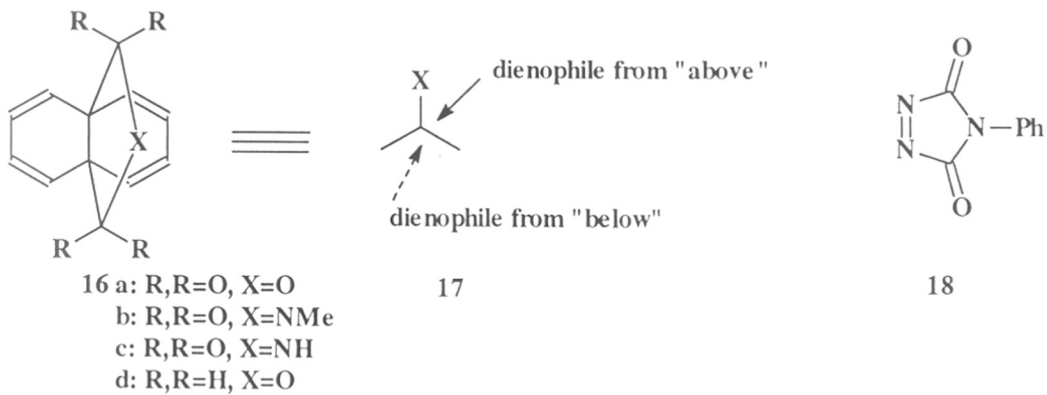 R R
X
R R
16 a: R,R=O, X=O
b: R,R=O, X=NMe
c: R,R=O, X=NH
d: R,R=H, X=O
X
dienophile from "above"
dienophile from "below"
17
O
N
N
N–Ph
O
18